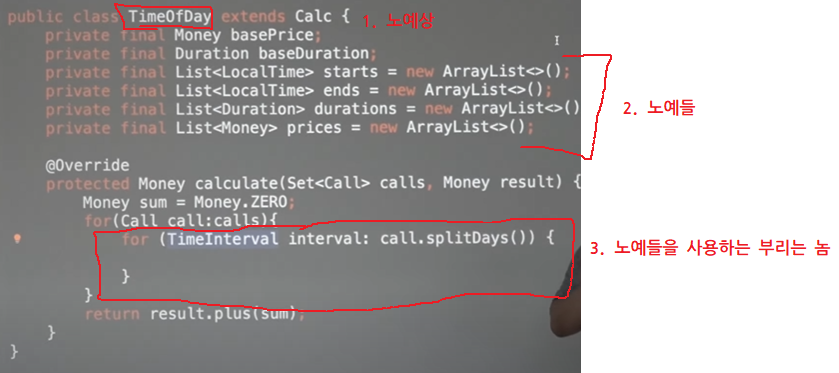 public class TimeOfDay extends Calc {
1. 노예상
private final Money basePrice;
private final Duration baseDuration;
private final List<LocalTime> starts = new ArrayList<>();
private final List<LocalTime> ends = new ArrayList<>();
private final List<Duration> durations = new ArrayList<>()
private final List<Money> prices = new ArrayList<>();
2. 노예들
@Override
protected Money calculate(Set<Call> calls, Money result) {
Money sum = Money.ZERO;
for(Call call:calls){
for (TimeInterval interval: call.splitDays()) {
3. 노예들을 사용하는 부리는 놈
}
}
return result.plus(sum);
}
}